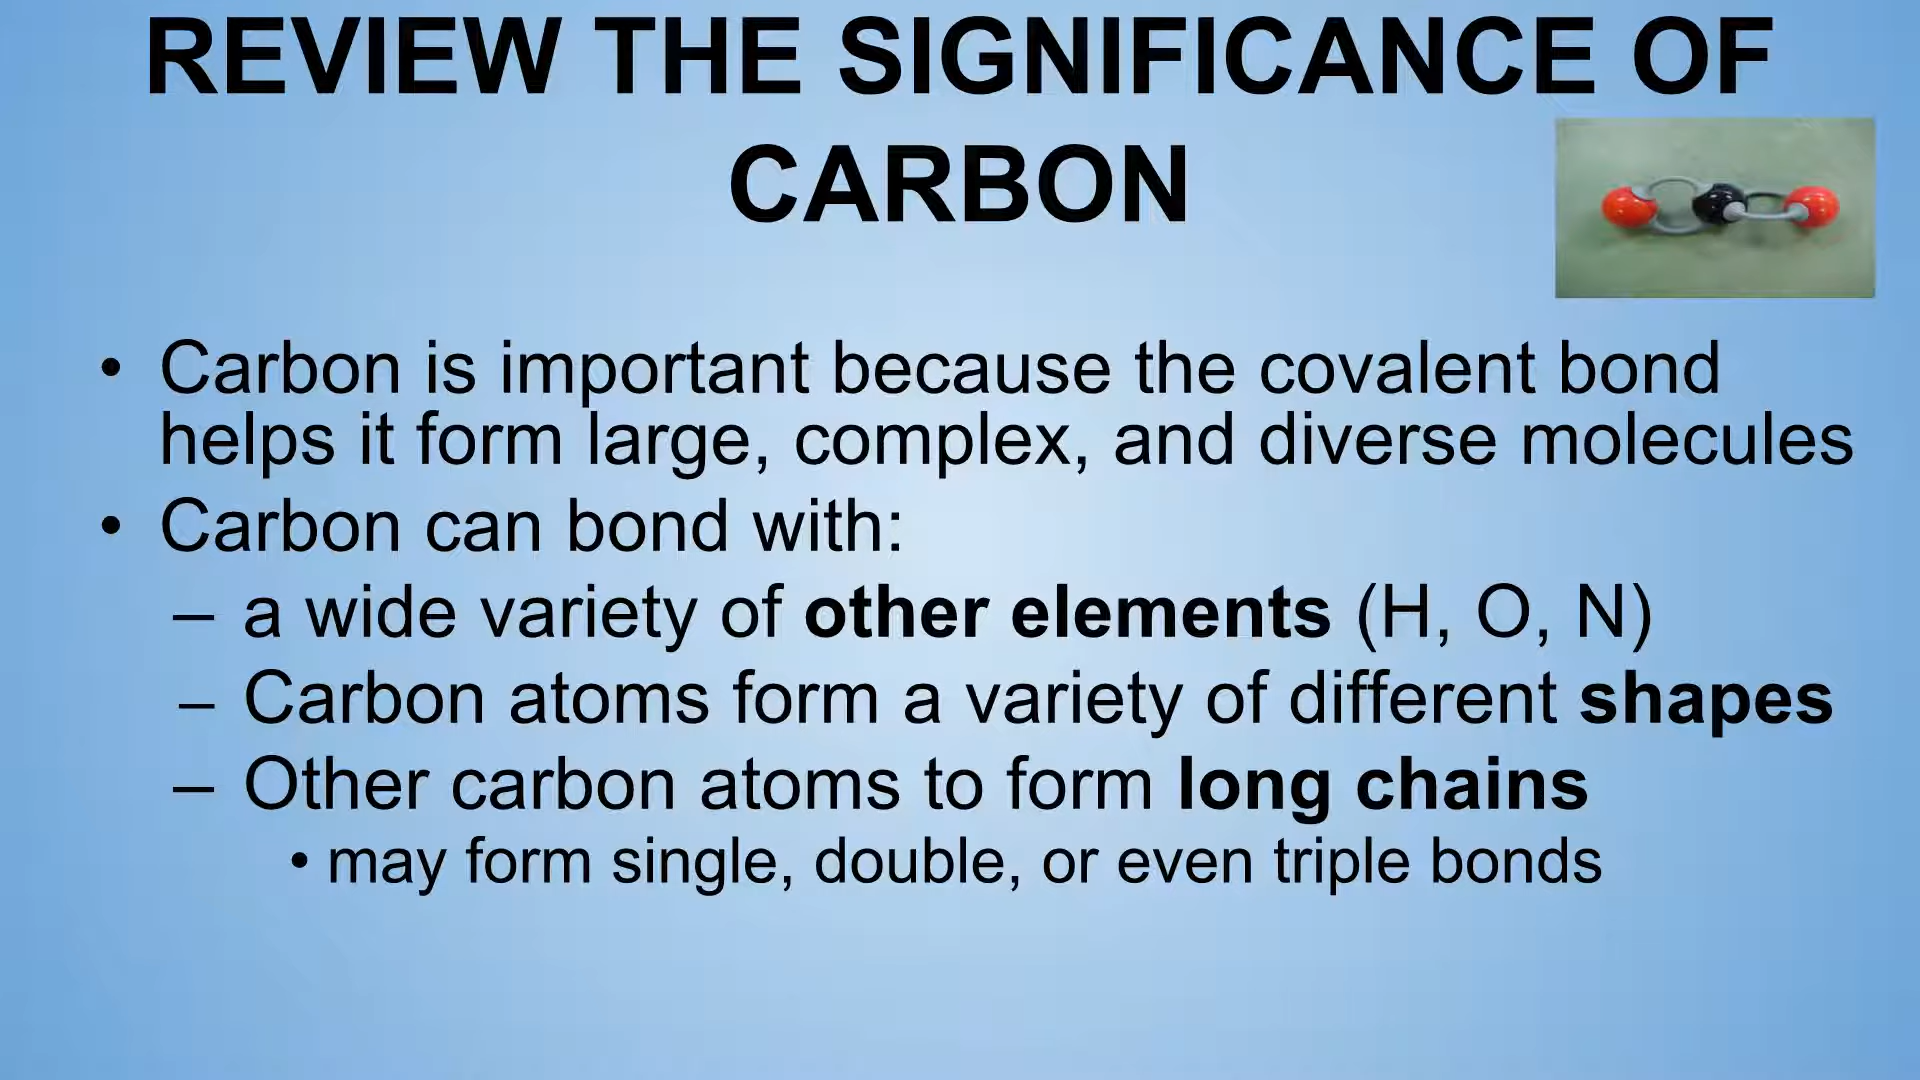 REVIEW THE SIGNIFICANCE OF
CARBON
• Carbon is important because the covalent bond
helps it form large, complex, and diverse molecules
• Carbon can bond with:
– a wide variety of other elements (H, O, N)
– Carbon atoms form a variety of different shapes
– Other carbon atoms to form long chains
• may form single, double, or even triple bonds